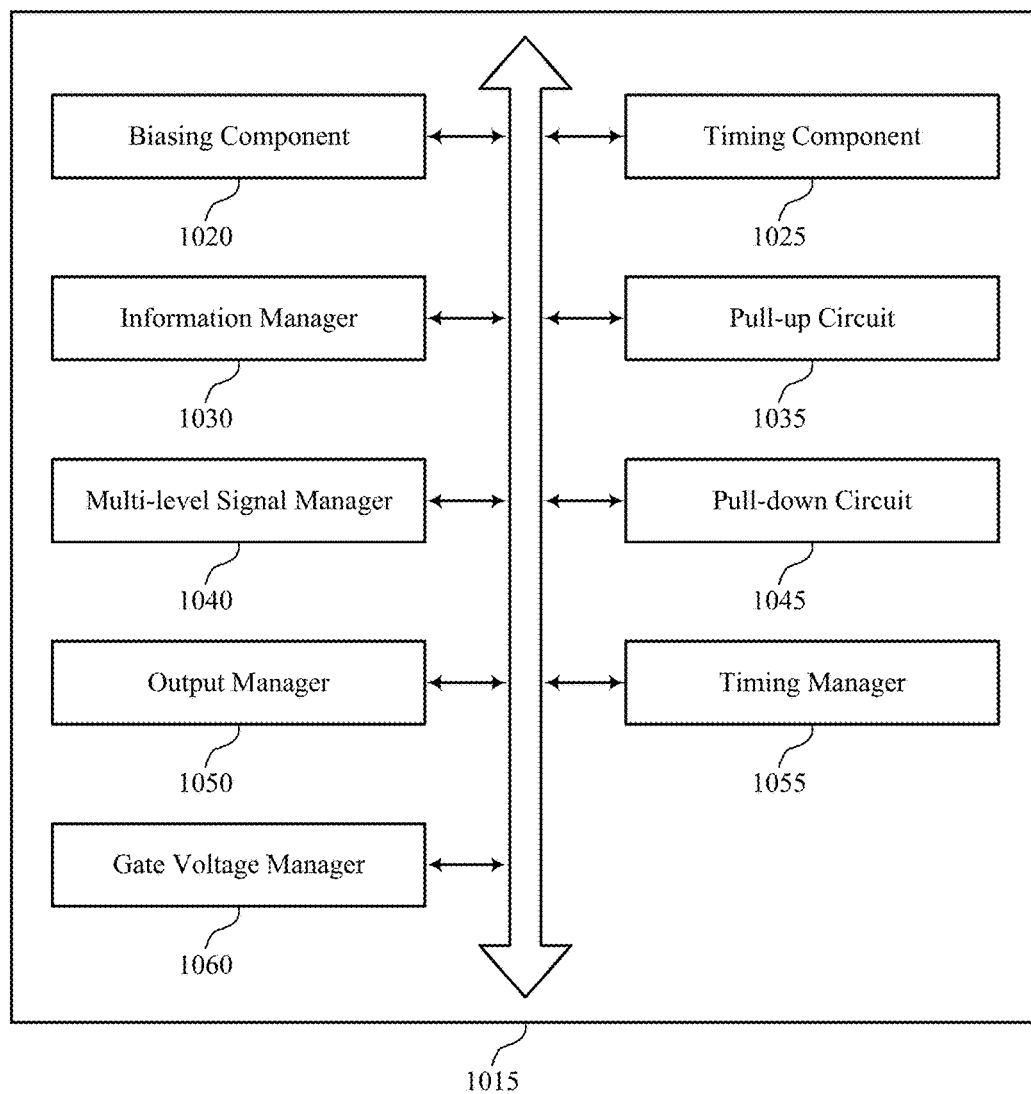 Biasing Component
Timing Component
1020
1025
Information Manager
Pull-up Circuit
1030
1035
Multi-level Signal Manager
Pull-down Circuit
1040
1045
Output Manager
Timing Manager
1050
1055
Gate Voltage Manager
1060
1015